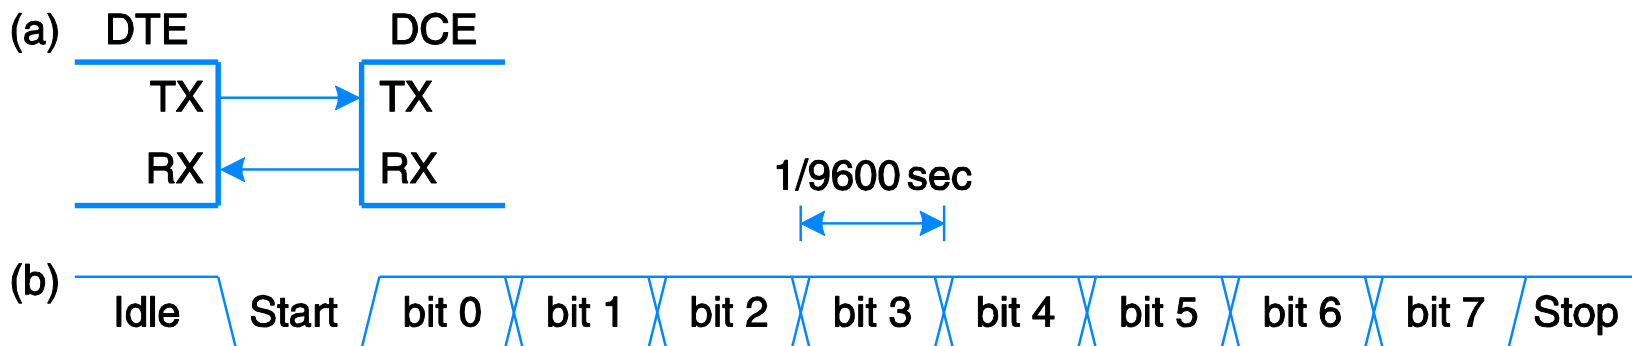 (a) DTE DCE
TX TX
RX RX
1/9600 sec
(b) Idle Start bit 0 bit 1 bit 2 bit 3 bit 4 bit 5 bit 6 bit 7 Stop